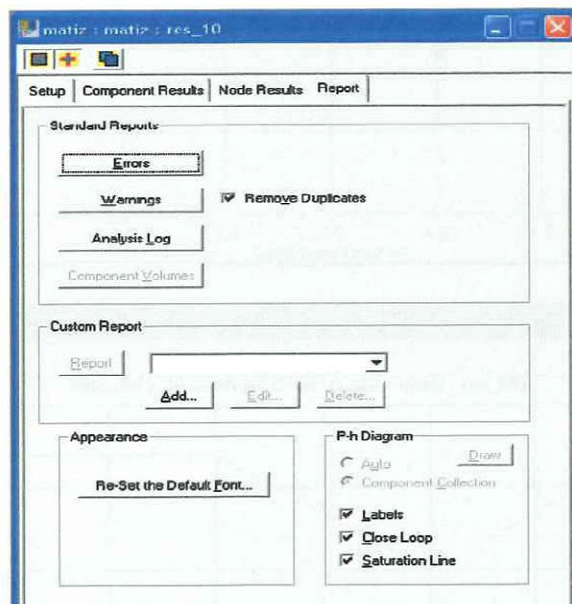 matiz : matiz : res_10
Setup Component Results Node Results Report
Standard Reports
Errors
Warnings
Remove Duplicates
Analysis Log
Component Volumes
Custom Report
Report
Add... Edit... Delete...
Appearance
Re-Set the Default Font...
P-h Diagram
Auto
Draw
Component Collection
Labels
Close Loop
Saturation Line